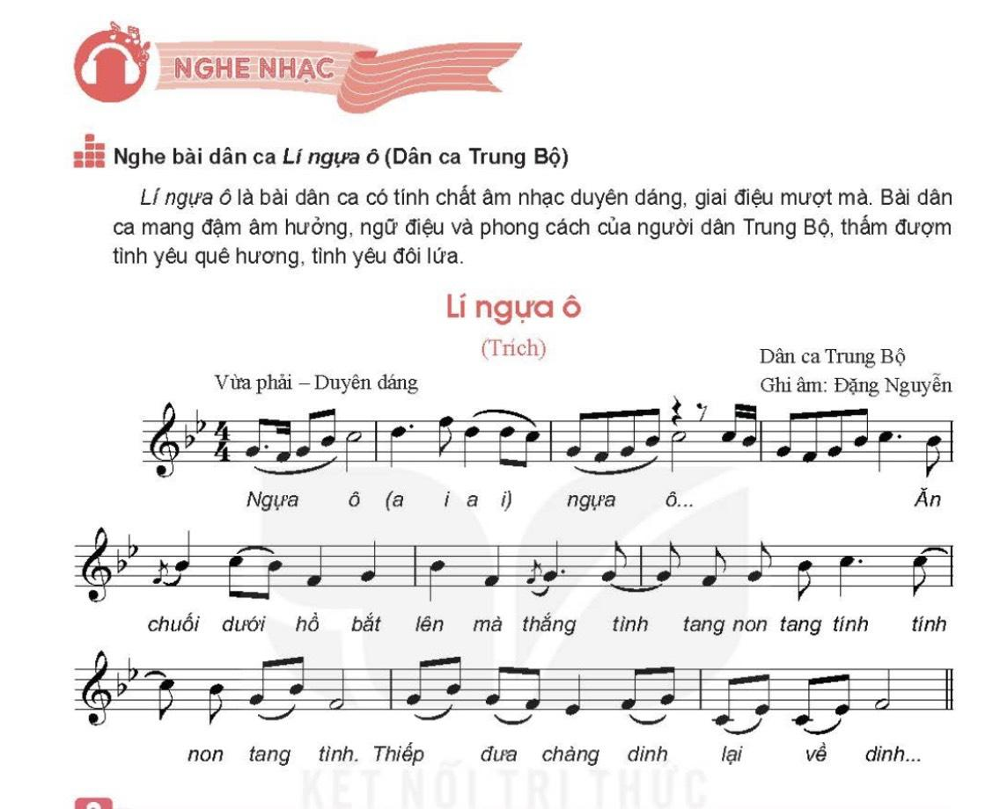 NGHE NHẠC
Nghe bài dân ca Lí ngựa ô (Dân ca Trung Bộ)
Lí ngựa ô là bài dân ca có tính chất âm nhạc duyên dáng, giai điệu mượt mà. Bài dân
ca mang đậm âm hưởng, ngữ điệu và phong cách của người dân Trung Bộ, thấm đượm
tình yêu quê hương, tình yêu đôi lứa.
Lí ngựa ô
(Trích)
Dân ca Trung Bộ
Vừa phải – Duyên dáng
Ghi âm: Đặng Nguyễn
4
4
Ngựa ô (a i a i) ngựa ô... Ăn
chuối dưới hồ bắt lên mà thắng tình tang non tang tính tính
non tang tình. Thiếp đưa chàng dinh lại về dinh...
KẾT NỐI TRI THỨC